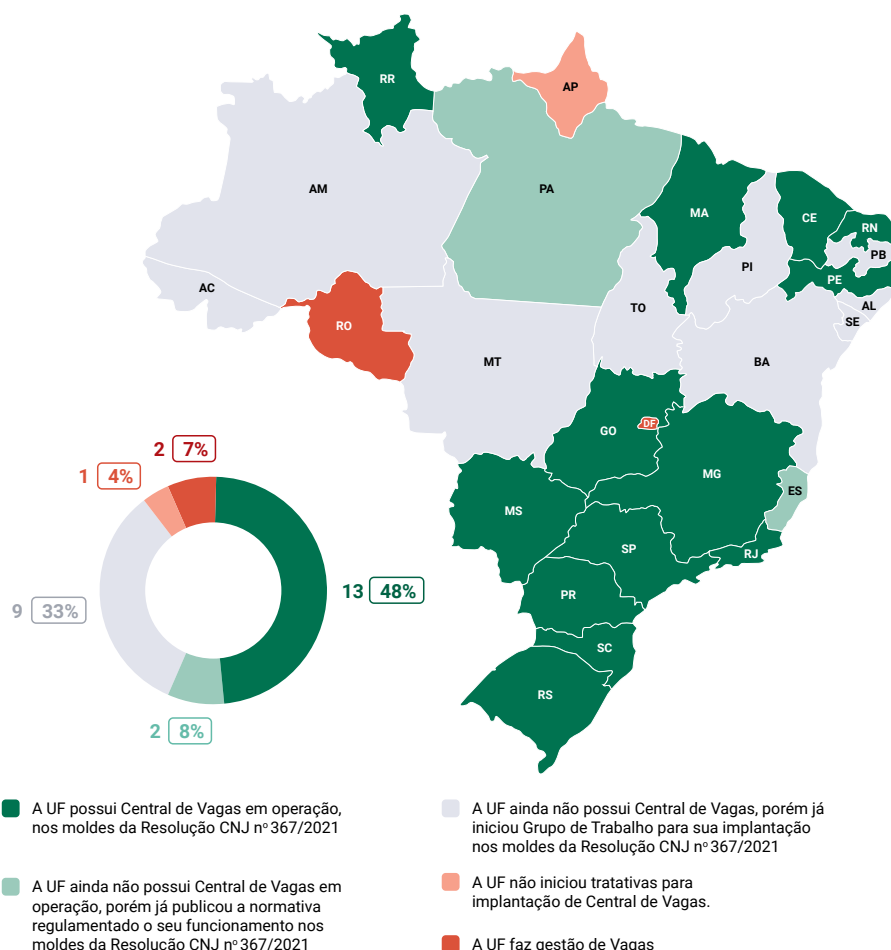 RR
AP
AM
PA
MA
CE
RN
PB
PI
PE
AC
AL
TO
SE
RO
MT
BA
GO
DF
MG
ES
MS
SP
RJ
PR
SC
RS
2 7%
1 4%
13 48%
9 33%
2 8%
A UF possui Central de Vagas em operação,
nos moldes da Resolução CNJ nº 367/2021
A UF ainda não possui Central de Vagas em
operação, porém já publicou a normativa
regulamentado o seu funcionamento nos
moldes da Resolução CNJ nº 367/2021
A UF ainda não possui Central de Vagas, porém já
iniciou Grupo de Trabalho para sua implantação
nos moldes da Resolução CNJ nº 367/2021
A UF não iniciou tratativas para
implantação de Central de Vagas.
A UF faz gestão de Vagas